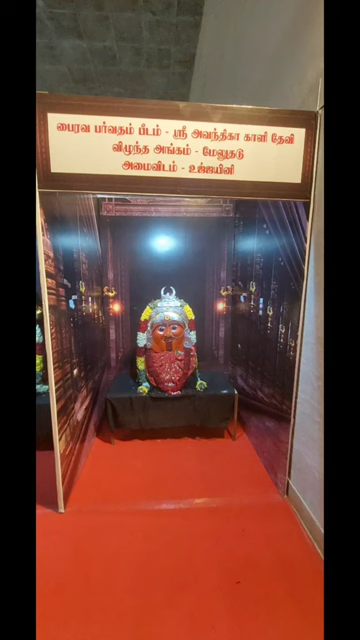 பைரவ பர்வதம் பீடம் - ஸ்ரீ அவந்திகா காளி தேவி
விழுந்த அங்கம் - மேலுதடு
அமைவிடம் - உஜ்ஜயினி